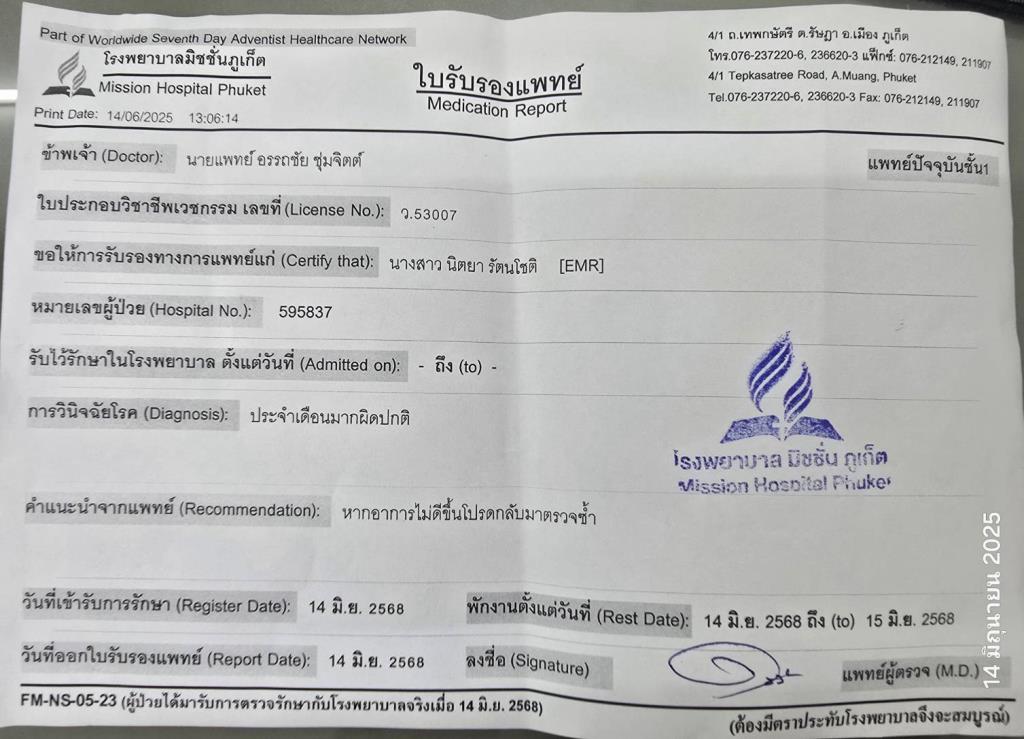 Part of Worldwide Seventh Day Adventist Healthcare Network
โรงพยาบาลมิชชั่นภูเก็ต
Mission Hospital Phuket
Print Date: 14/06/2025 13:06:14
ใบรับรองแพทย์
Medication Report
4/1 ถ.เทพกษัตรี ต.รัษฎา อ.เมือง ภูเก็ต
โทร.076-237220-6, 236620-3 แฟ็กซ์: 076-212149, 211907
4/1 Tepkasatree Road, A.Muang, Phuket
Tel.076-237220-6, 236620-3 Fax: 076-212149, 211907
ข้าพเจ้า (Doctor): นายแพทย์ อรรถชัย ชุ่มจิตต์ แพทย์ปัจจุบันชั้น1
ใบประกอบวิชาชีพเวชกรรม เลขที่ (License No.): ว.53007
ขอให้การรับรองทางการแพทย์แก่ (Certify that): นางสาว นิตยา รัตนโชติ [EMR]
หมายเลขผู้ป่วย (Hospital No.): 595837
รับไว้รักษาในโรงพยาบาล ตั้งแต่วันที่ (Admitted on): - ถึง (to) -
การวินิจฉัยโรค (Diagnosis): ประจำเดือนมากผิดปกติ
โรงพยาบาล มิชชั่น ภูเก็ต
Mission Hospital Phuket
คำแนะนำจากแพทย์ (Recommendation): หากอาการไม่ดีขึ้นโปรดกลับมาตรวจซ้ำ
วันที่เข้ารับการรักษา (Register Date): 14 มิ.ย. 2568 พักงานตั้งแต่วันที่ (Rest Date): 14 มิ.ย. 2568 ถึง (to) 15 มิ.ย. 2568
วันที่ออกใบรับรองแพทย์ (Report Date): 14 มิ.ย. 2568 ลงชื่อ (Signature) แพทย์ผู้ตรวจ (M.D.)
FM-NS-05-23 (ผู้ป่วยได้มารับการตรวจรักษากับโรงพยาบาลจริงเมื่อ 14 มิ.ย. 2568)
(ต้องมีตราประทับโรงพยาบาลจึงจะสมบูรณ์)
14 มิถุนายน 2025